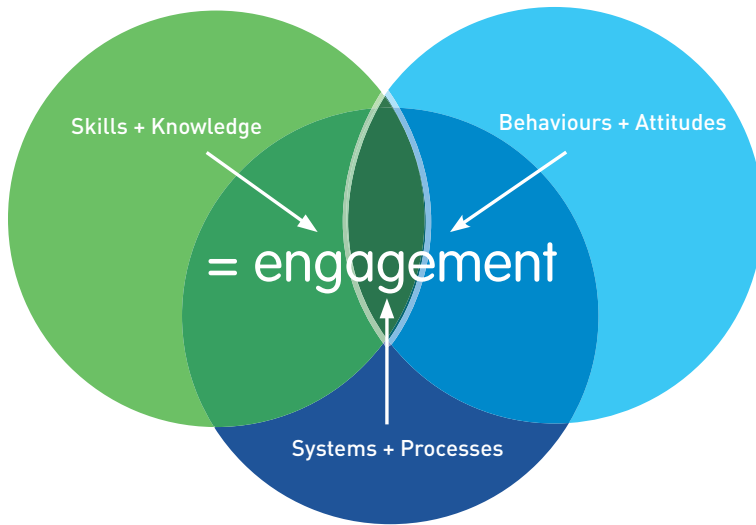 Skills + Knowledge
Behaviours + Attitudes
= engagement
Systems + Processes